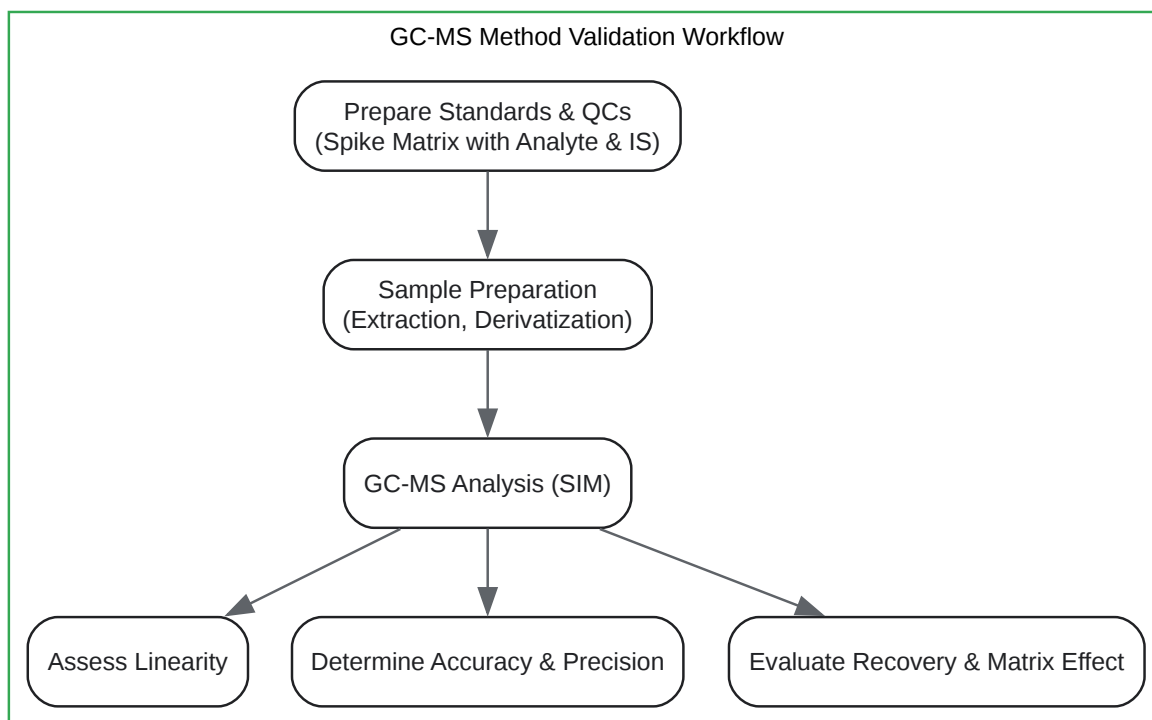 GC-MS Method Validation Workflow
Prepare Standards & QCs
(Spike Matrix with Analyte & IS)
Sample Preparation
(Extraction, Derivatization)
GC-MS Analysis (SIM)
Assess Linearity
Determine Accuracy & Precision
Evaluate Recovery & Matrix Effect